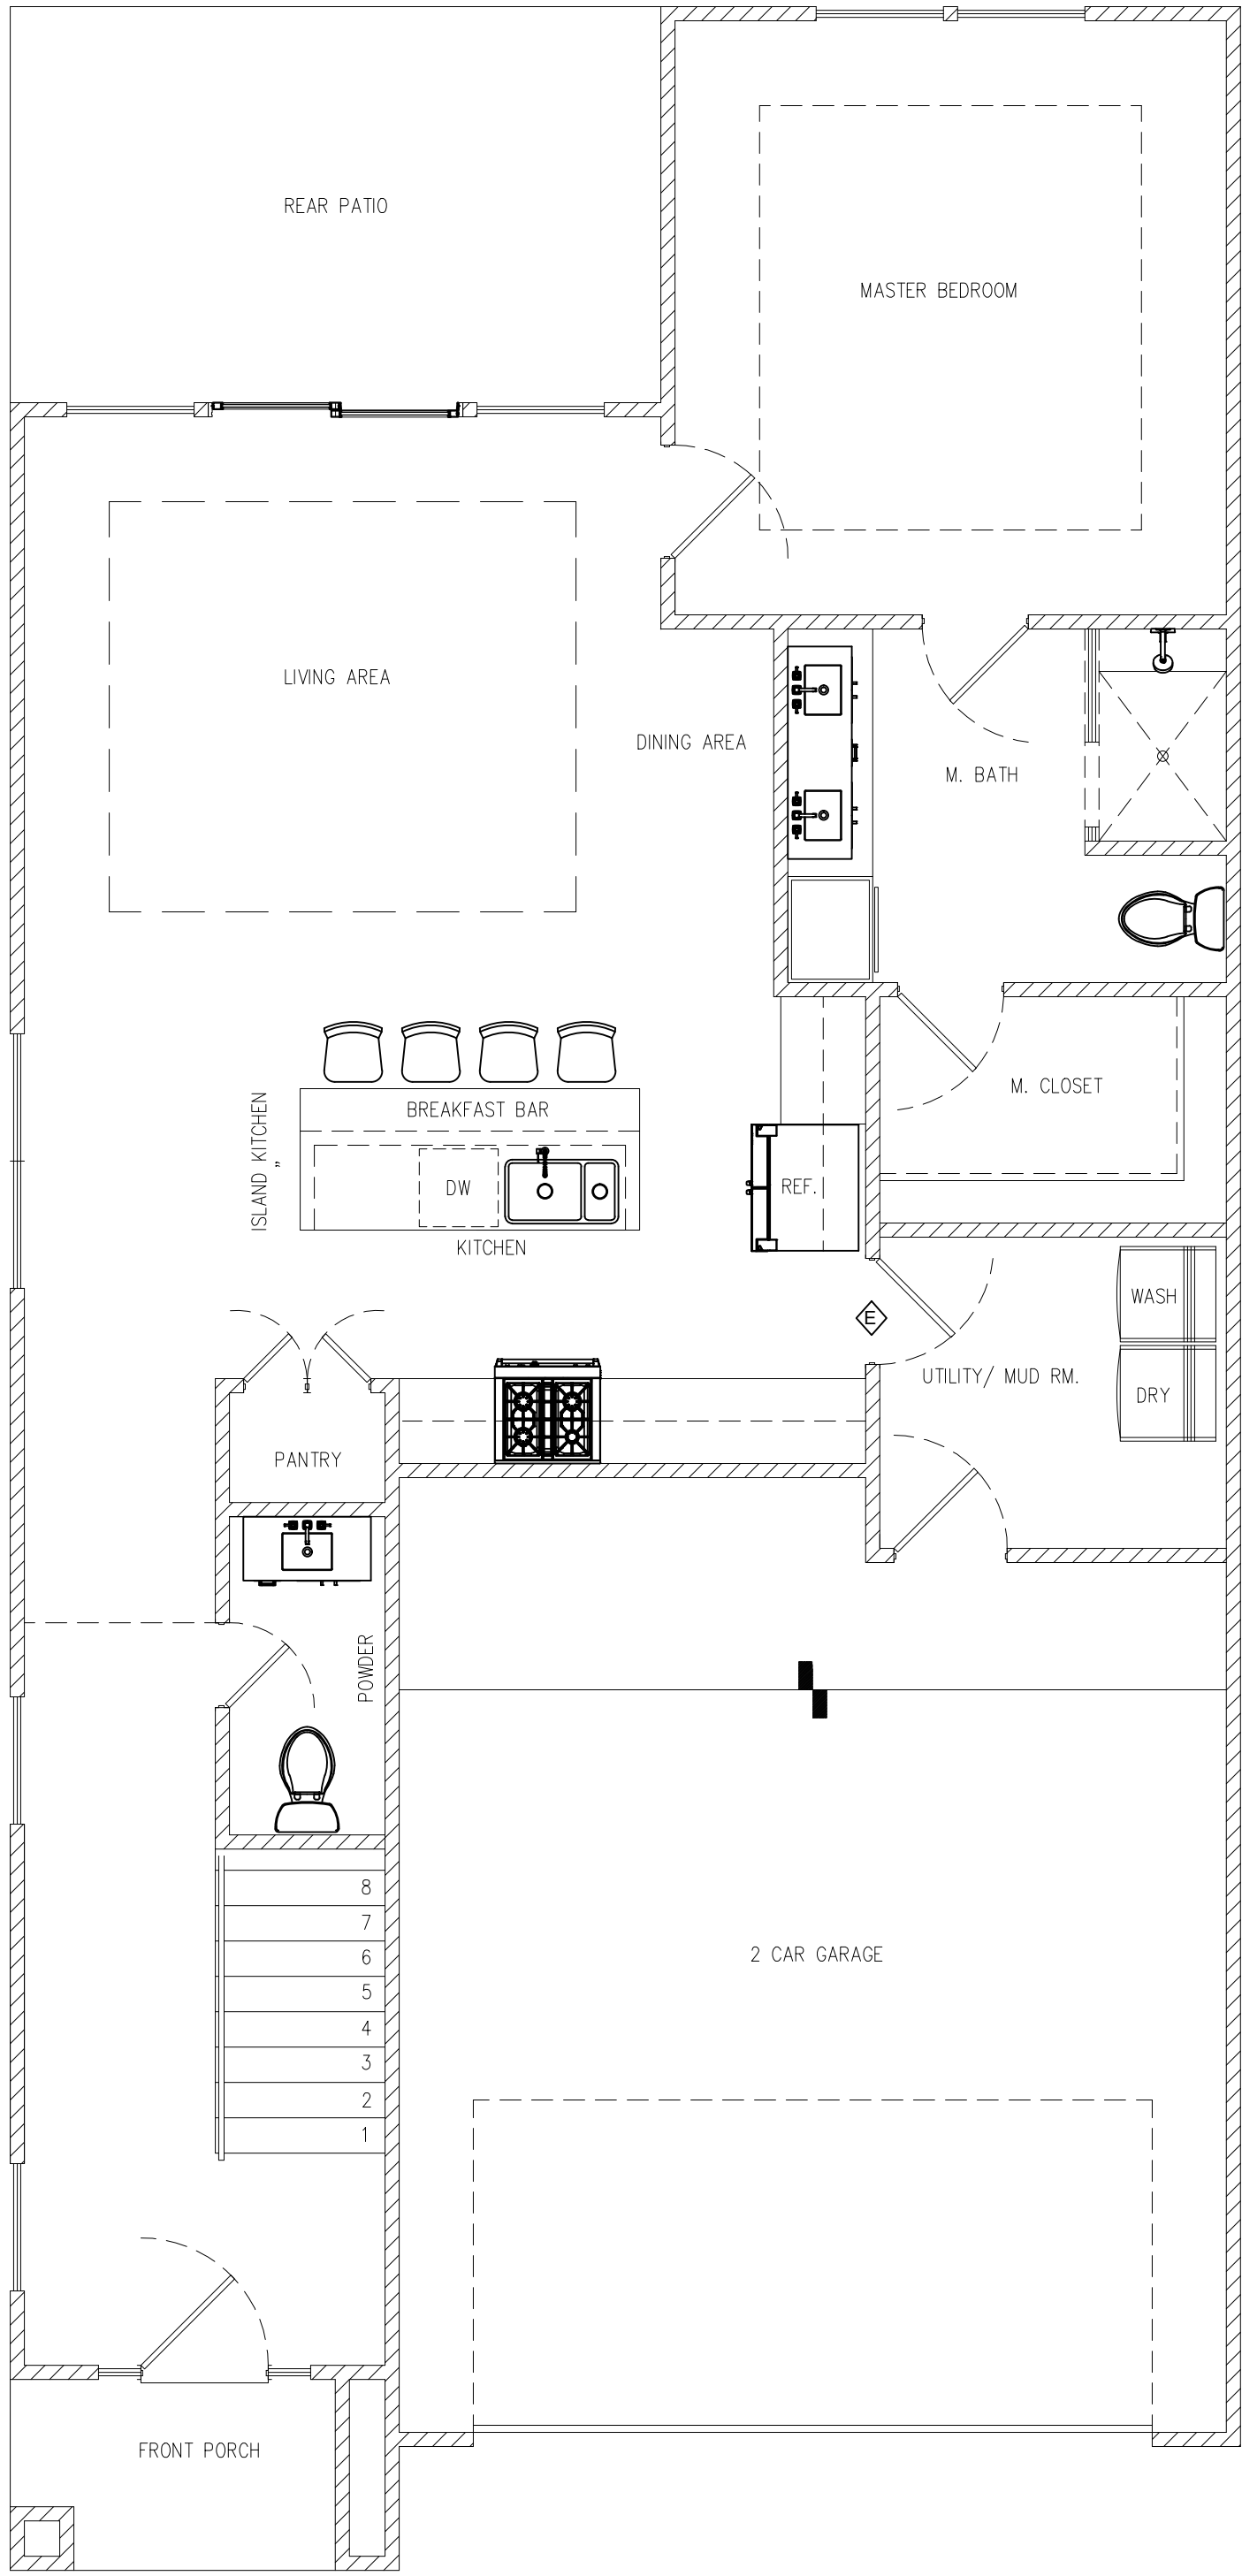 REAR PATIO
MASTER BEDROOM
LIVING AREA
DINING AREA
M. BATH
M. CLOSET
BREAKFAST BAR
ISLAND KITCHEN
"
DW
REF.
KITCHEN
WASH
E
UTILITY/ MUD RM.
DRY
PANTRY
POWDER
8
7
6
5
4
3
2
1
2 CAR GARAGE
FRONT PORCH